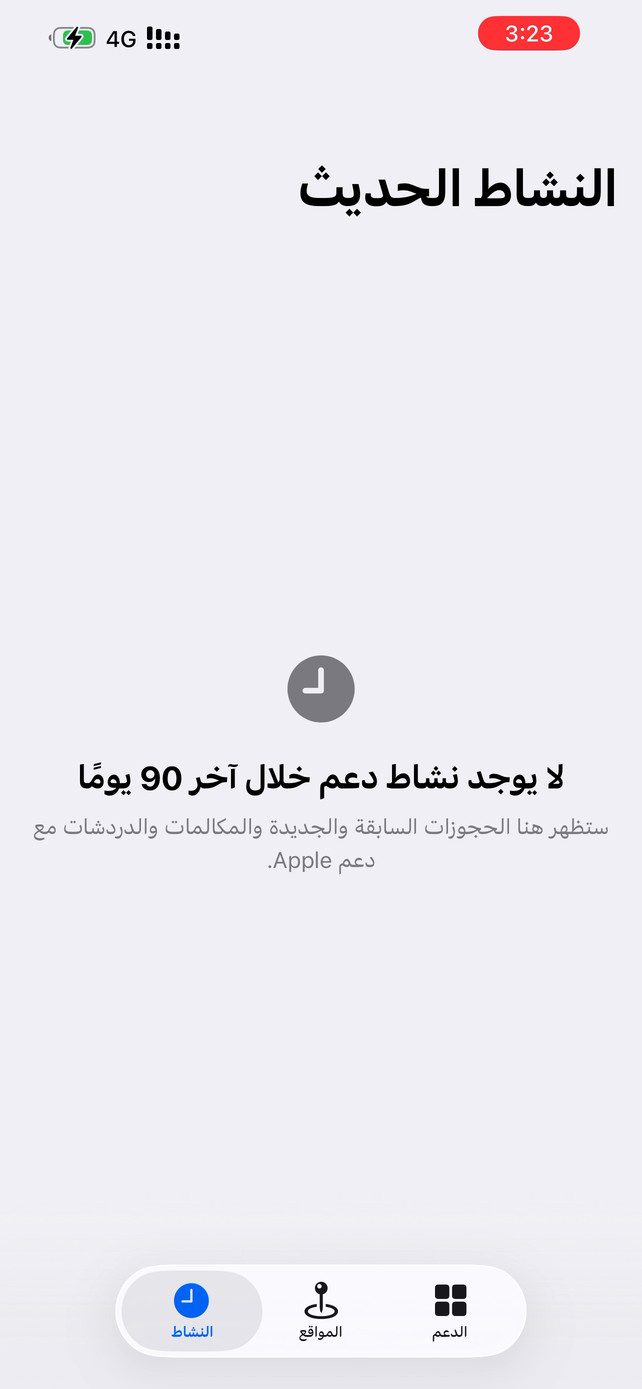 3:23
4G
النشاط الحديث
لا يوجد نشاط دعم خلال آخر 90 يومًا
ستظهر هنا الحجوزات السابقة والجديدة والمكالمات والدردشات مع
دعم Apple.
الدعم
المواقع
النشاط